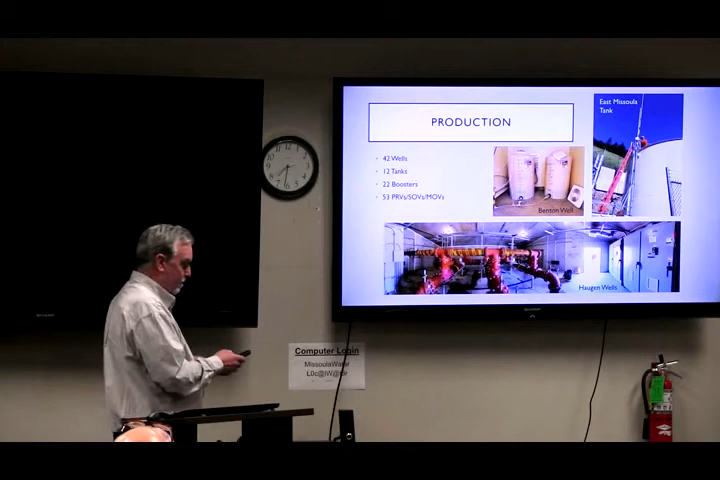 PRODUCTION
East Missoula
Tank
42 Wells
12 Tanks
22 Boosters
53 PRVs/SOVs/MOVs
Benton Well
Haugen Wells
Computer Login
MissoulaWater